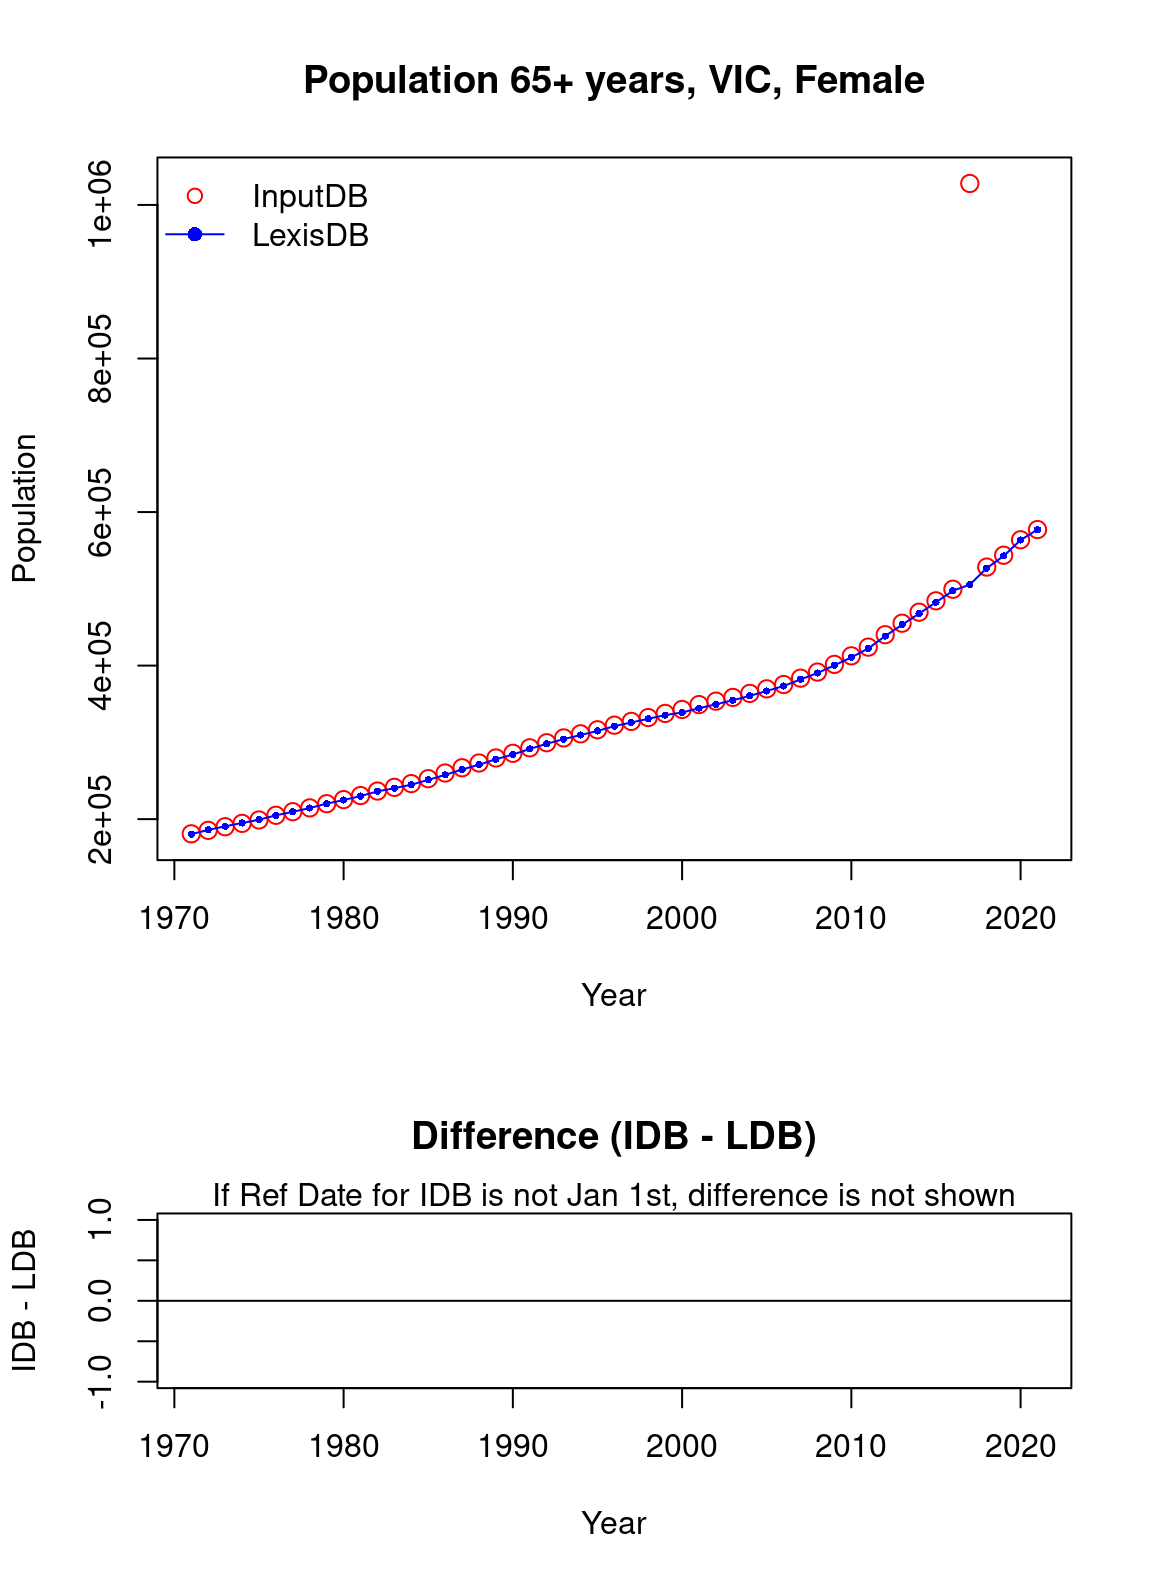 Population 65+ years, VIC, Female
InputDB
LexisDB
Population
1e+06
8e+05
6e+05
4e+05
2e+05
1970 1980 1990 2000 2010 2020
Year
Difference (IDB - LDB)
If Ref Date for IDB is not Jan 1st, difference is not shown
IDB - LDB
1.0
0.0
-1.0
1970 1980 1990 2000 2010 2020
Year